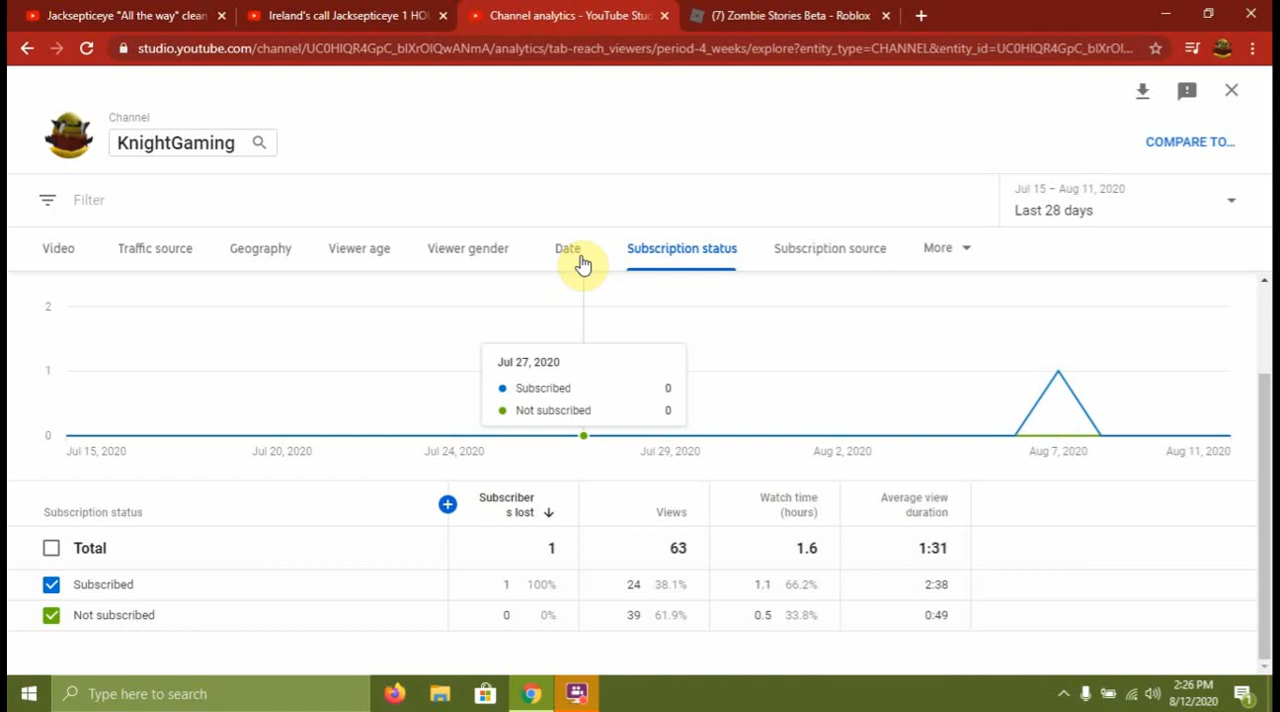 Jacksepticeye "All the way" clean
Ireland's call Jacksepticeye 1 HO
Channel analytics - YouTube Stu
(7) Zombie Stories Beta - Roblox
studio.youtube.com/channel/UC0HIQR4GpC_bIXrOIQwANmA/analytics/tab-reach_viewers/period-4_weeks/explore?entity_type=CHANNEL&entity_id=UC0HIQR4GpC_bIXrOI...
Channel
KnightGaming
COMPARE TO...
Filter
Jul 15 – Aug 11, 2020
Last 28 days
Video Traffic source Geography Viewer age Viewer gender Date Subscription status Subscription source More
2
Jul 27, 2020
1
Subscribed 0
Not subscribed 0
0
Jul 15, 2020 Jul 20, 2020 Jul 24, 2020 Jul 29, 2020 Aug 2, 2020 Aug 7, 2020 Aug 11, 2020
Subscription status
Subscriber
s lost
Views
Watch time
(hours)
Average view
duration
Total 1 63 1.6 1:31
Subscribed 1 100% 24 38.1% 1.1 66.2% 2:38
Not subscribed 0 0% 39 61.9% 0.5 33.8% 0:49
Type here to search
2:26 PM
8/12/2020
1